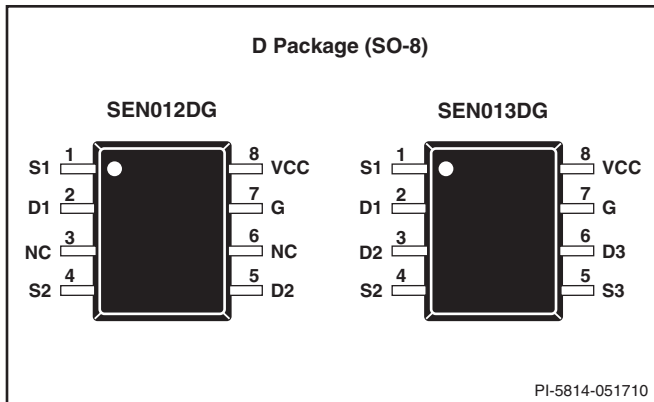 D Package (SO-8)
SEN012DG
S1 1
D1 2
NC 3
S2 4
8 VCC
7 G
6 NC
5 D2
SEN013DG
S1 1
D1 2
D2 3
S2 4
8 VCC
7 G
6 D3
5 S3
PI-5814-051710